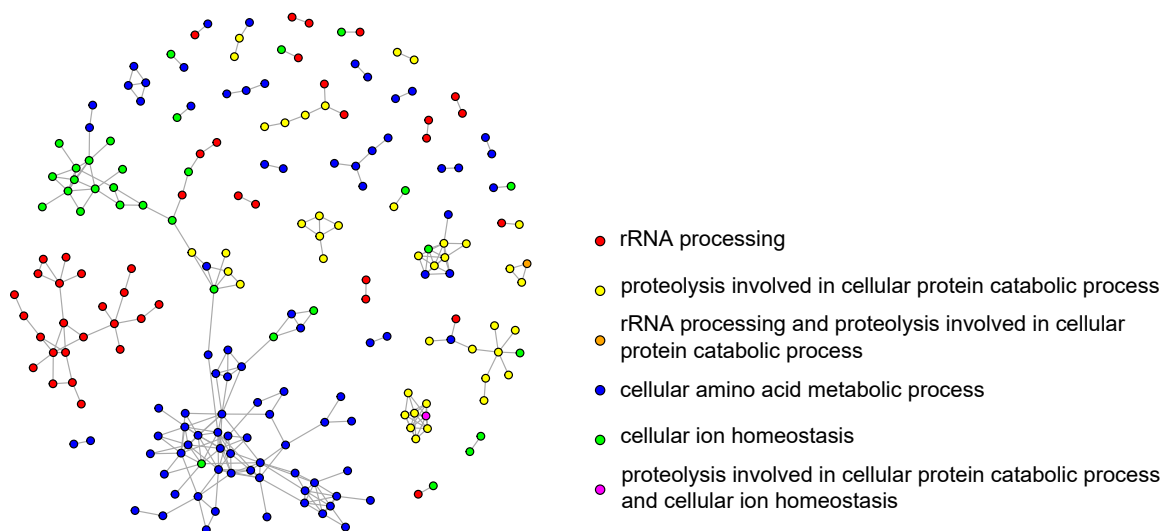 rRNA processing
proteolysis involved in cellular protein catabolic process
rRNA processing and proteolysis involved in cellular
protein catabolic process
cellular amino acid metabolic process
cellular ion homeostasis
proteolysis involved in cellular protein catabolic process
and cellular ion homeostasis